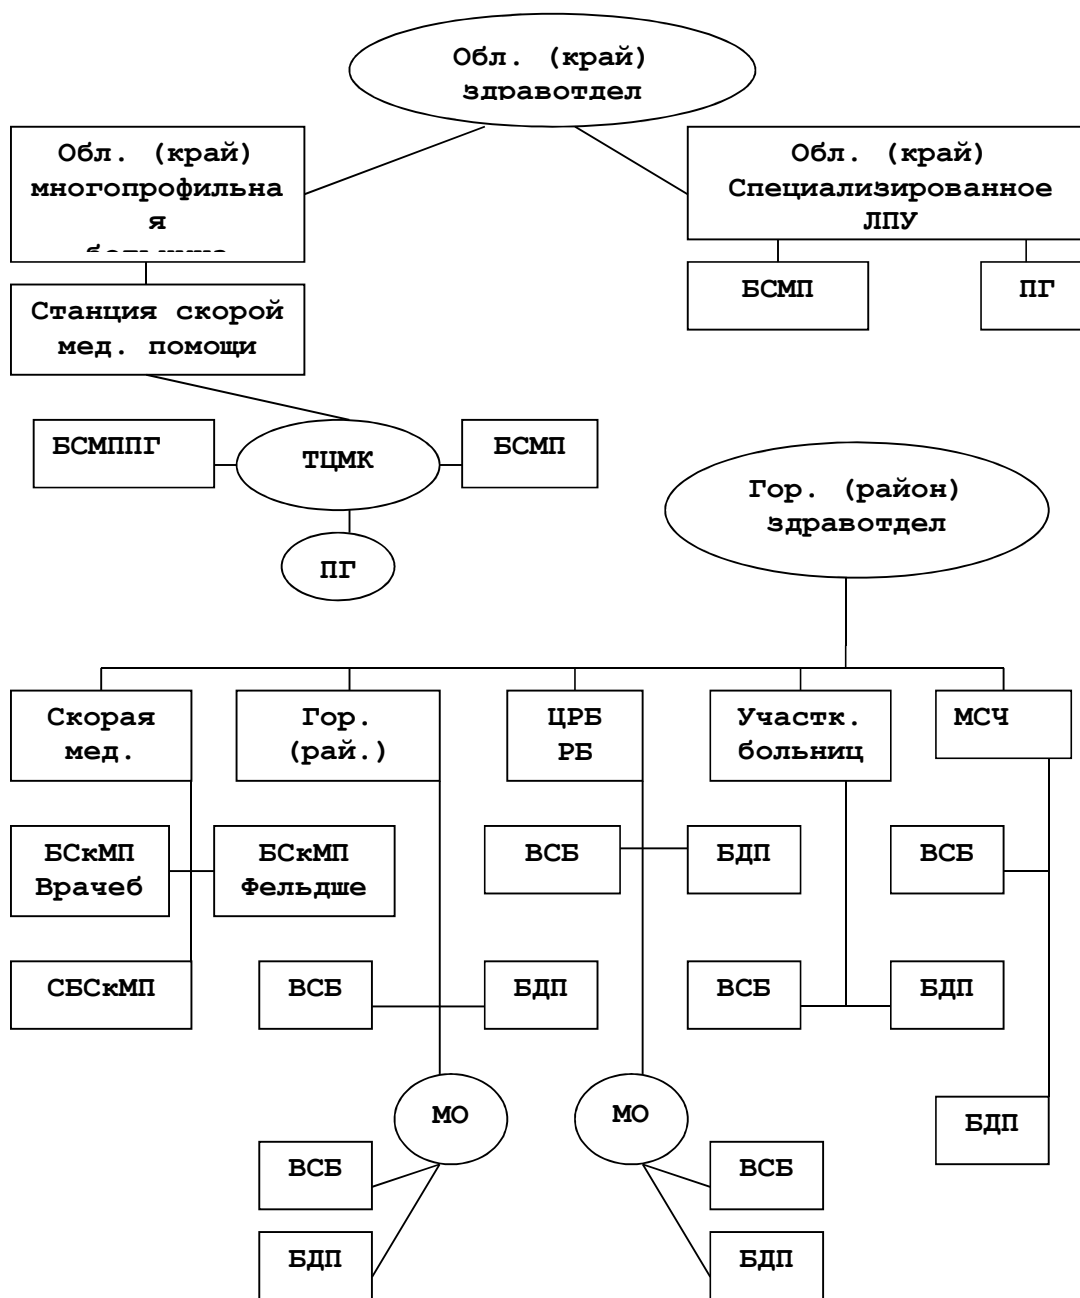 Обл. (край)
здравотдел
Обл. (край)
многопрофильна
я
Обл. (край)
Специализированное
ЛПУ
БСМП
ПГ
Станция скорой
мед. помощи
БСМППГ
ТЦМК
БСМП
ПГ
Гор. (район)
здравотдел
Скорая
мед.
Гор.
(рай.)
ЦРБ
РБ
Участк.
больниц
МСЧ
БСкМП
Врачеб
БСкМП
Фельдше
ВСБ
БДП
ВСБ
СБСкМП
ВСБ
БДП
ВСБ
БДП
МО
МО
БДП
ВСБ
ВСБ
БДП
БДП